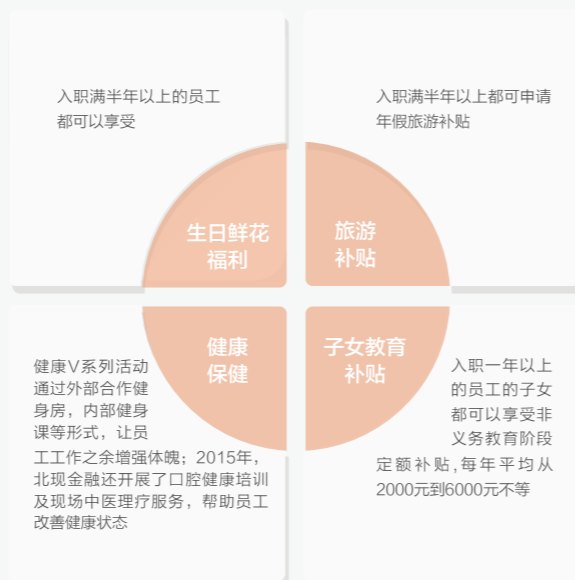 入职满半年以上的员工
都可以享受
生日鲜花
福利
入职满半年以上都可申请
年假旅游补贴
旅游
补贴
健康
保健
健康V系列活动
通过外部合作健
身房，内部健身
课等形式，让员
工工作之余增强体魄；2015年，
北现金融还开展了口腔健康培训
及现场中医理疗服务，帮助员工
改善健康状态
子女教育
补贴
入职一年以上
的员工的子女
都可以享受非
义务教育阶段
定额补贴,每年平均从
2000元到6000元不等